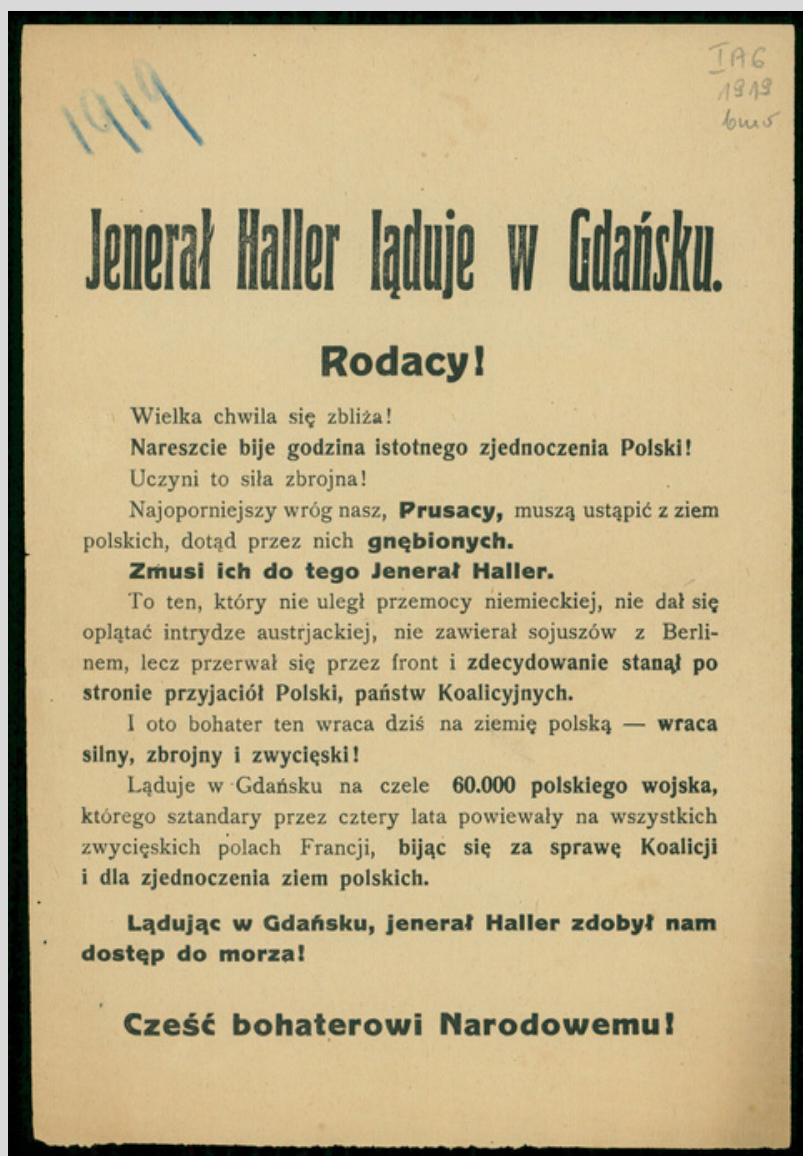 1919
IA6
1919
Jenerał Haller ląduje w Gdańsku.
Rodacy!
Wielka chwila się zbliża!
Nareszcie bije godzina istotnego zjednoczenia Polski!
Uczyni to siła zbrojna!
Najoporniejszy wróg nasz, Prusacy, muszą ustąpić z ziem
polskich, dotąd przez nich gnębionych.
Zmusi ich do tego Jenerał Haller.
To ten, który nie uległ przemocy niemieckiej, nie dał się
oplątać intrydze austrjackiej, nie zawierał sojuszów z Berli-
nem, lecz przerwał się przez front i zdecydowanie stanął po
stronie przyjaciół Polski, państw Koalicyjnych.
I oto bohater ten wraca dziś na ziemię polską — wraca
silny, zbrojny i zwycięski!
Ląduje w Gdańsku na czele 60.000 polskiego wojska,
którego sztandary przez cztery lata powiewały na wszystkich
zwycięskich polach Francji, bijąc się za sprawę Koalicji
i dla zjednoczenia ziem polskich.
Lądując w Gdańsku, jenerał Haller zdobył nam
dostęp do morza!
Cześć bohaterowi Narodowemu!